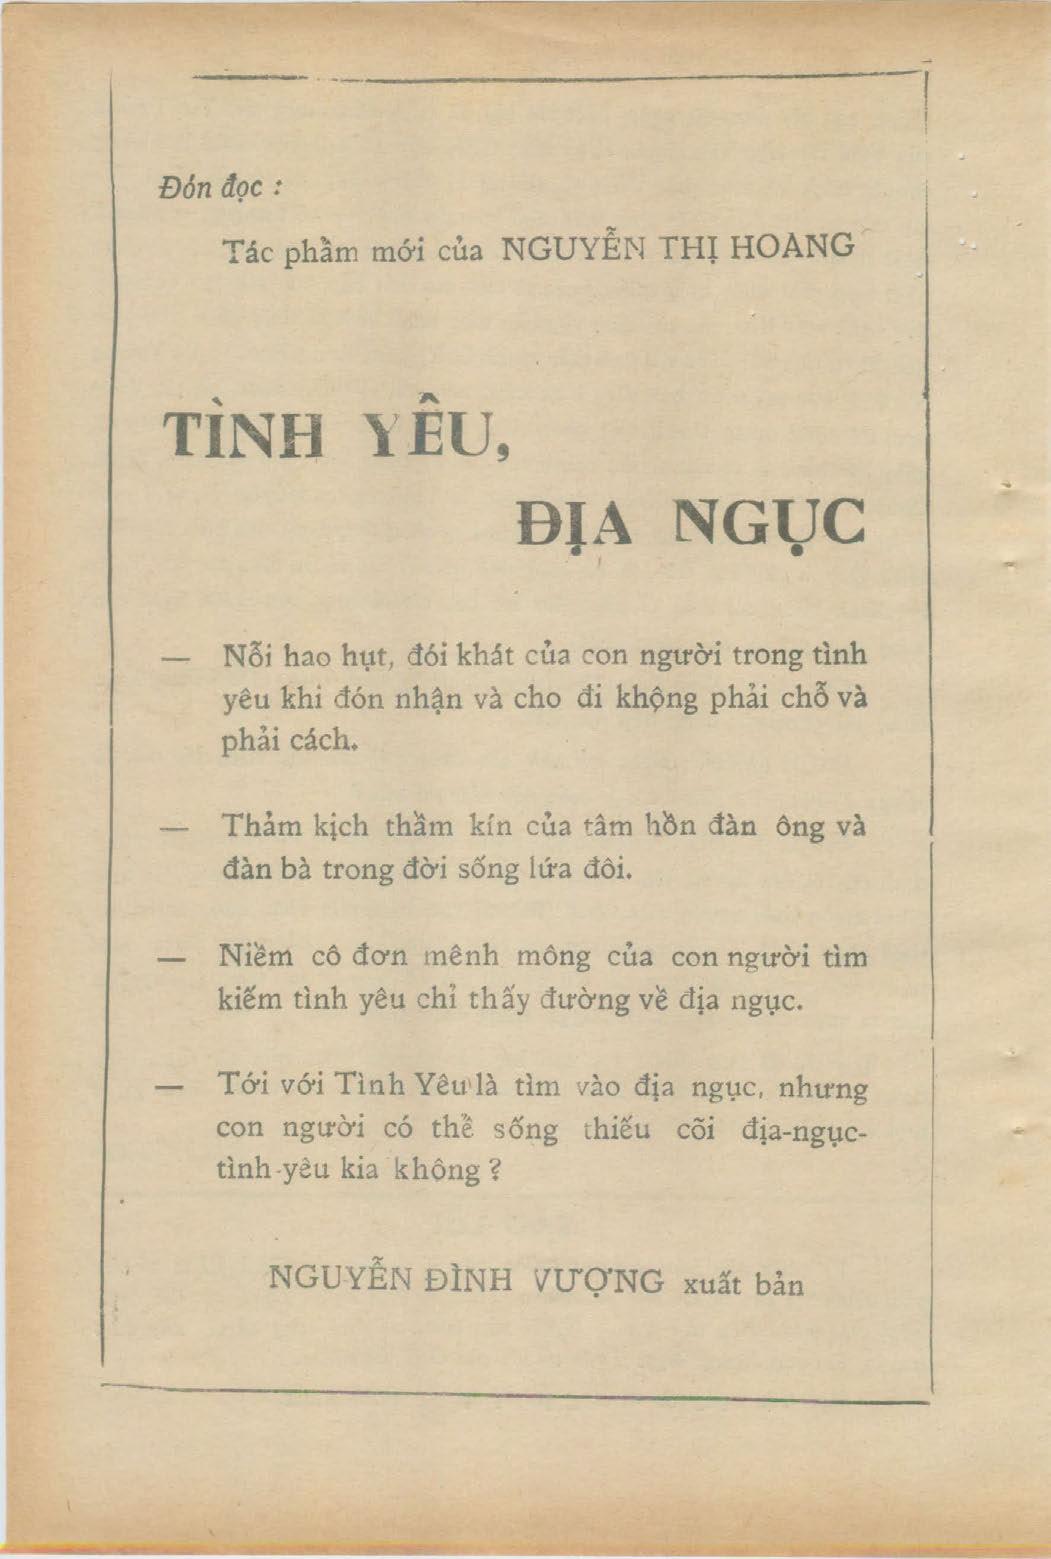 Đón đọc :
Tác phẩm mới của NGUYỄN THỊ HOANG
TÌNH YÊU,
ĐỊA NGỤC
— Nỗi hao hụt, đói khát của con người trong tình
yêu khi đón nhận và cho đi không phải chỗ và
phải cách.
— Thảm kịch thầm kín của tâm hồn đàn ông và
đàn bà trong đời sống lứa đôi.
— Niềm cô đơn mênh mông của con người tìm
kiếm tình yêu chỉ thấy đường về địa ngục.
— Tới với Tình Yêu là tìm vào địa ngục, nhưng
con người có thể sống thiếu cõi địa-ngục-
tình-yêu kia không ?
NGUYỄN ĐÌNH VƯỢNG xuất bản